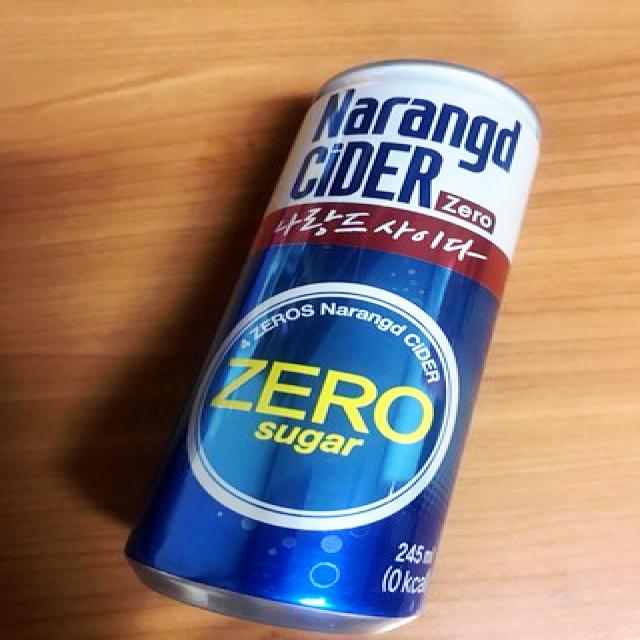 Narangd
CiDER
Zero
나랑드 사이다
4 ZEROS Narangd CiDER
ZERO
sugar
245 ml
(0 kcal